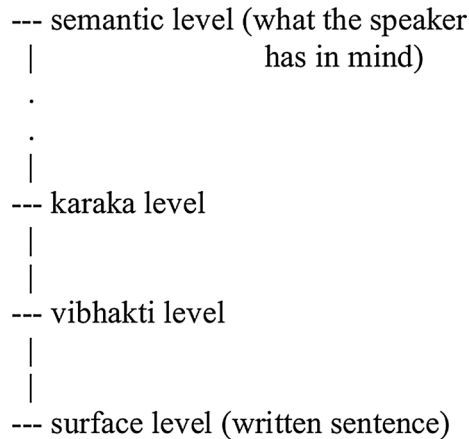 --- semantic level (what the speaker
| has in mind)
.
.
|
--- karaka level
|
|
--- vibhakti level
|
|
--- surface level (written sentence)